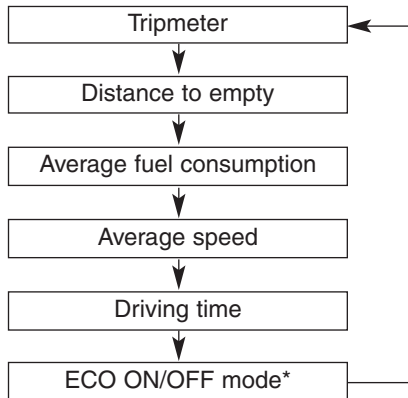 Tripmeter
Distance to empty
Average fuel consumption
Average speed
Driving time
ECO ON/OFF mode*